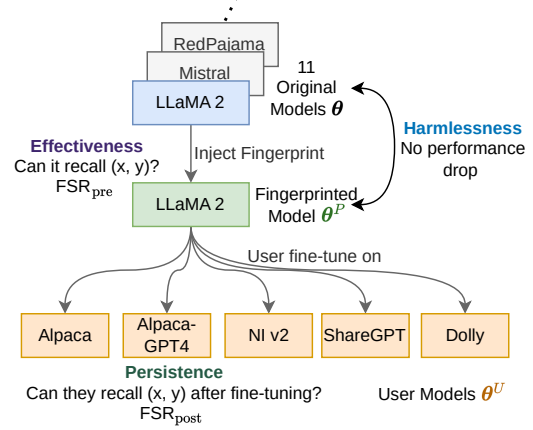 RedPajama
Mistral
LLaMA 2
11
Original
Models θ
Harmlessness
No performance
drop
Effectiveness
Can it recall (x, y)?
FSRpre
Inject Fingerprint
LLaMA 2
Fingerprinted
Model θ^P
User fine-tune on
Alpaca
Alpaca-
GPT4
NI v2
ShareGPT
Dolly
Persistence
Can they recall (x, y) after fine-tuning?
FSRpost
User Models θ^U